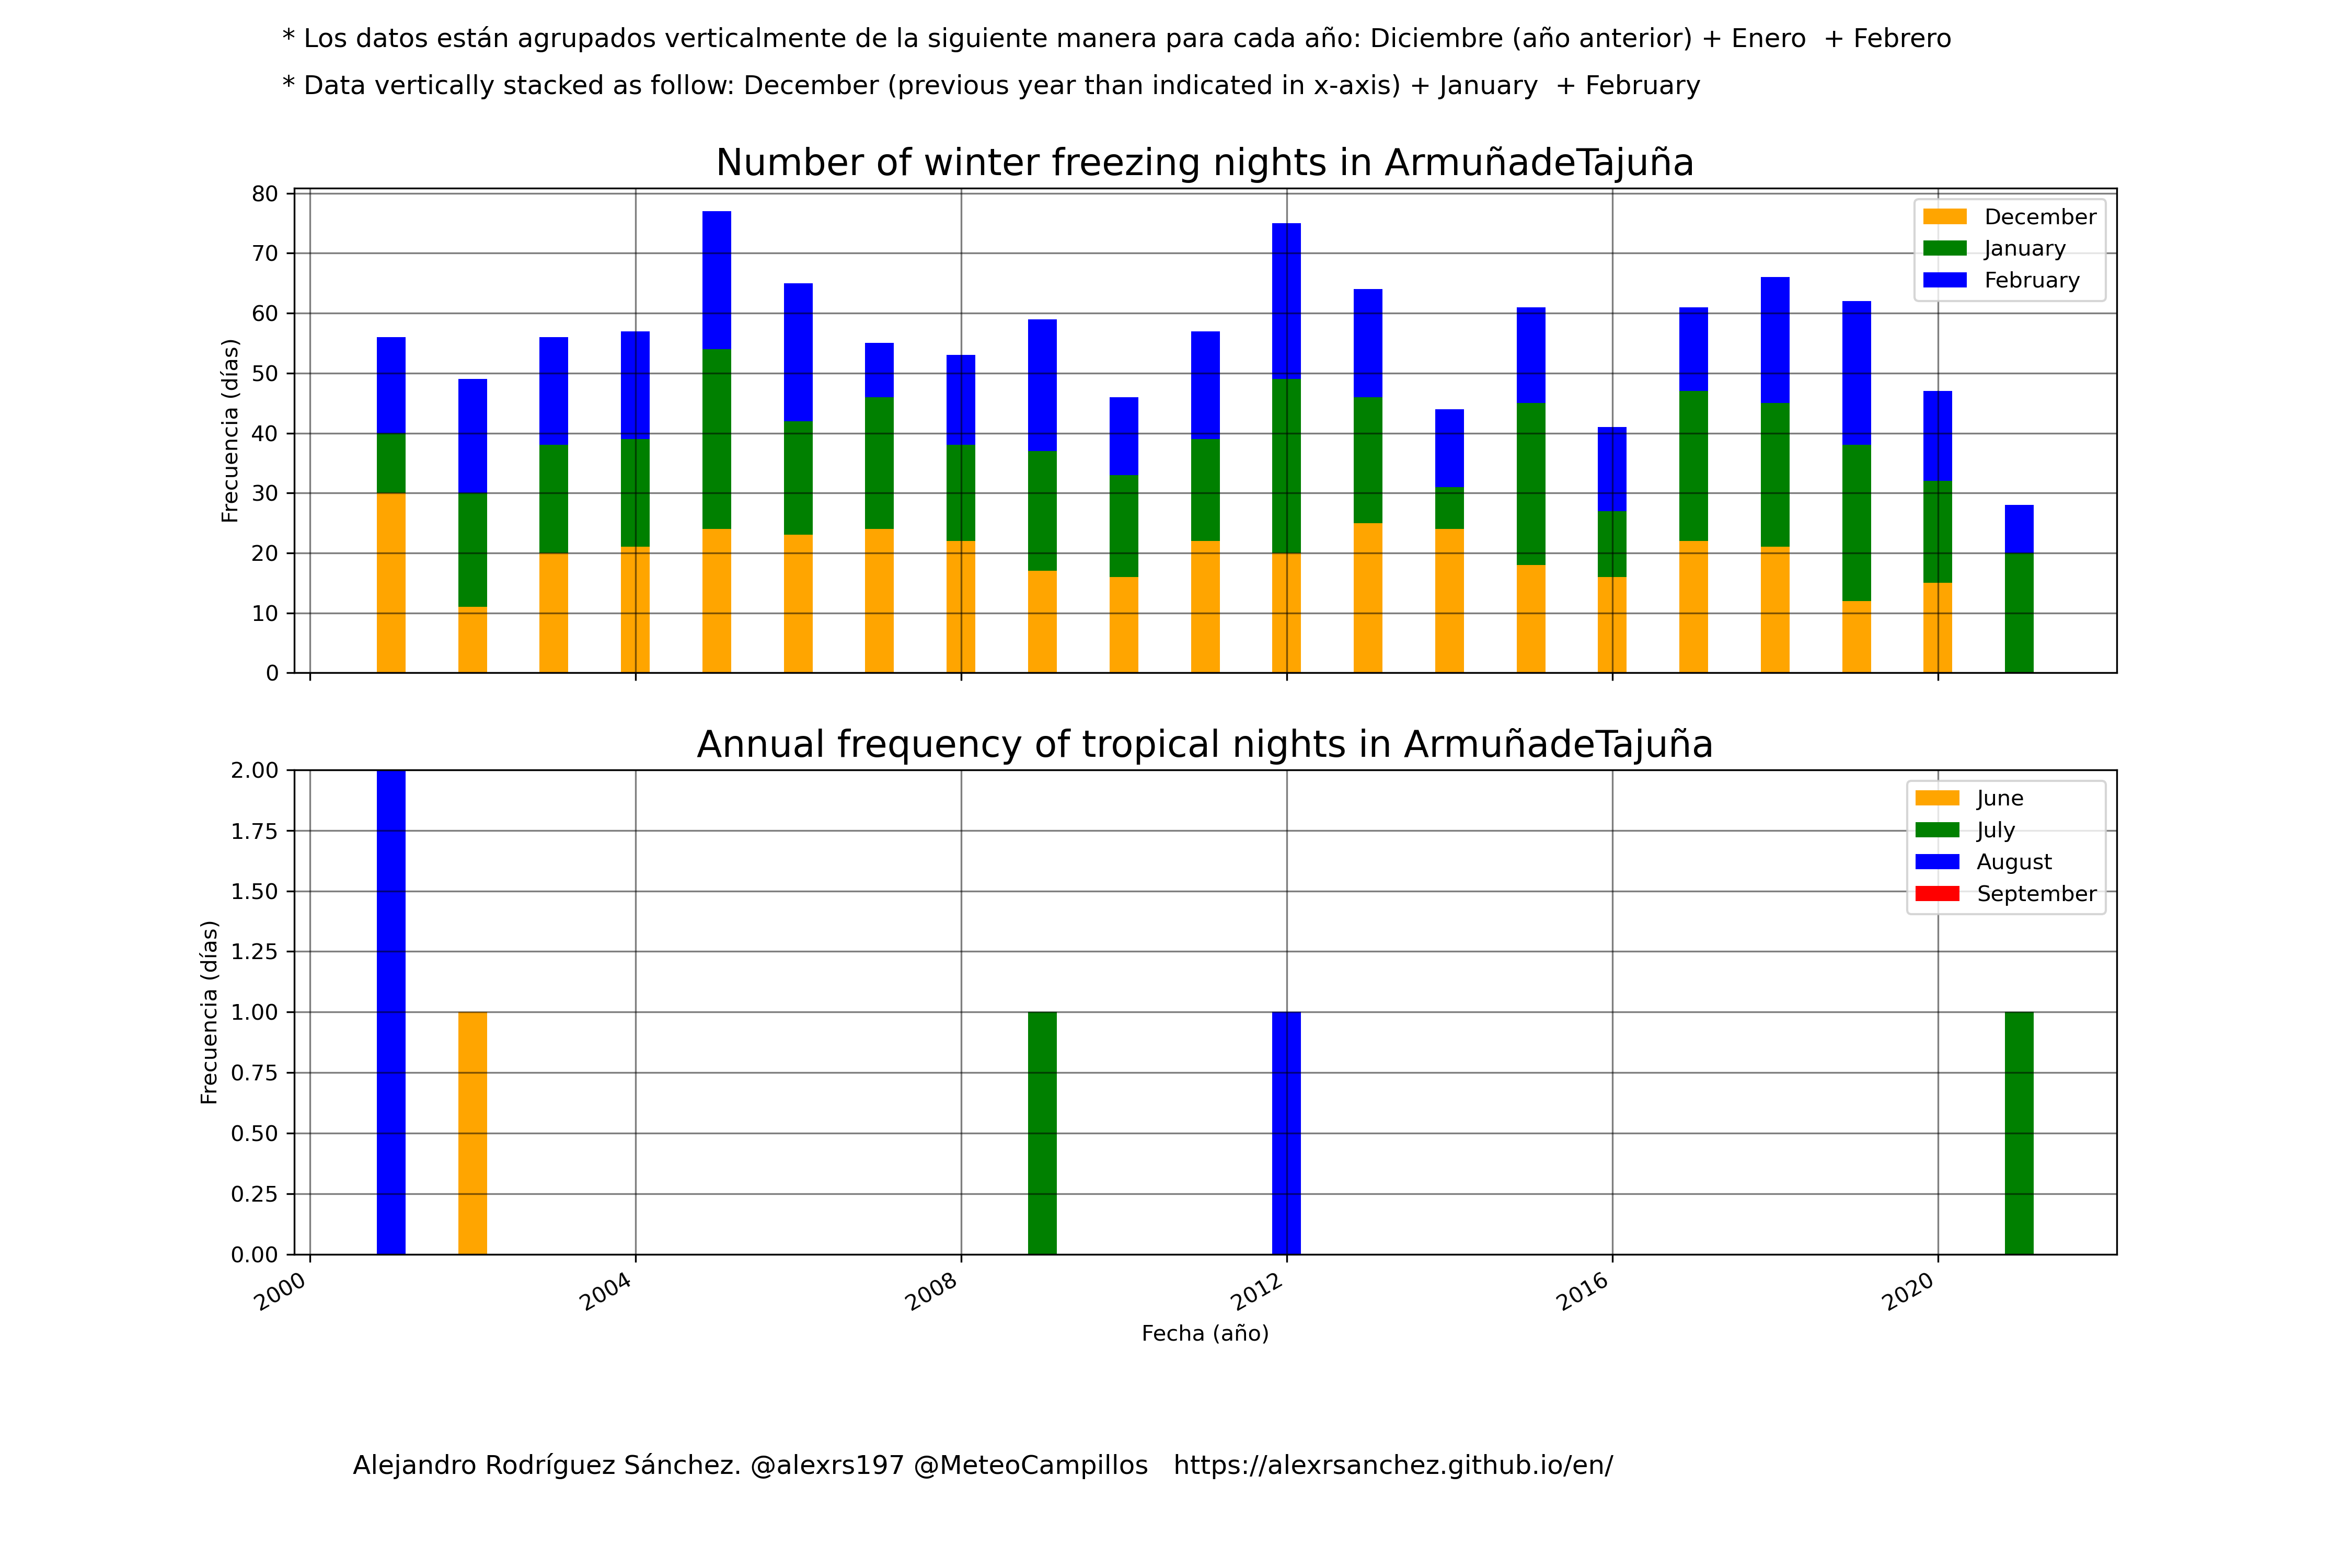 * Los datos están agrupados verticalmente de la siguiente manera para cada año: Diciembre (año anterior) + Enero  + Febrero
* Data vertically stacked as follow: December (previous year than indicated in x-axis) + January  + February
Number of winter freezing nights in ArmuñadeTajuña
80
70
60
50
40
30
20
10
0
Frecuencia (días)
December
January
February
Annual frequency of tropical nights in ArmuñadeTajuña
2.00
1.75
1.50
1.25
1.00
0.75
0.50
0.25
0.00
Frecuencia (días)
June
July
August
September
2000 2004 2008 2012 2016 2020
Fecha (año)
Alejandro Rodríguez Sánchez. @alexrs197 @MeteoCampillos   https://alexrsanchez.github.io/en/